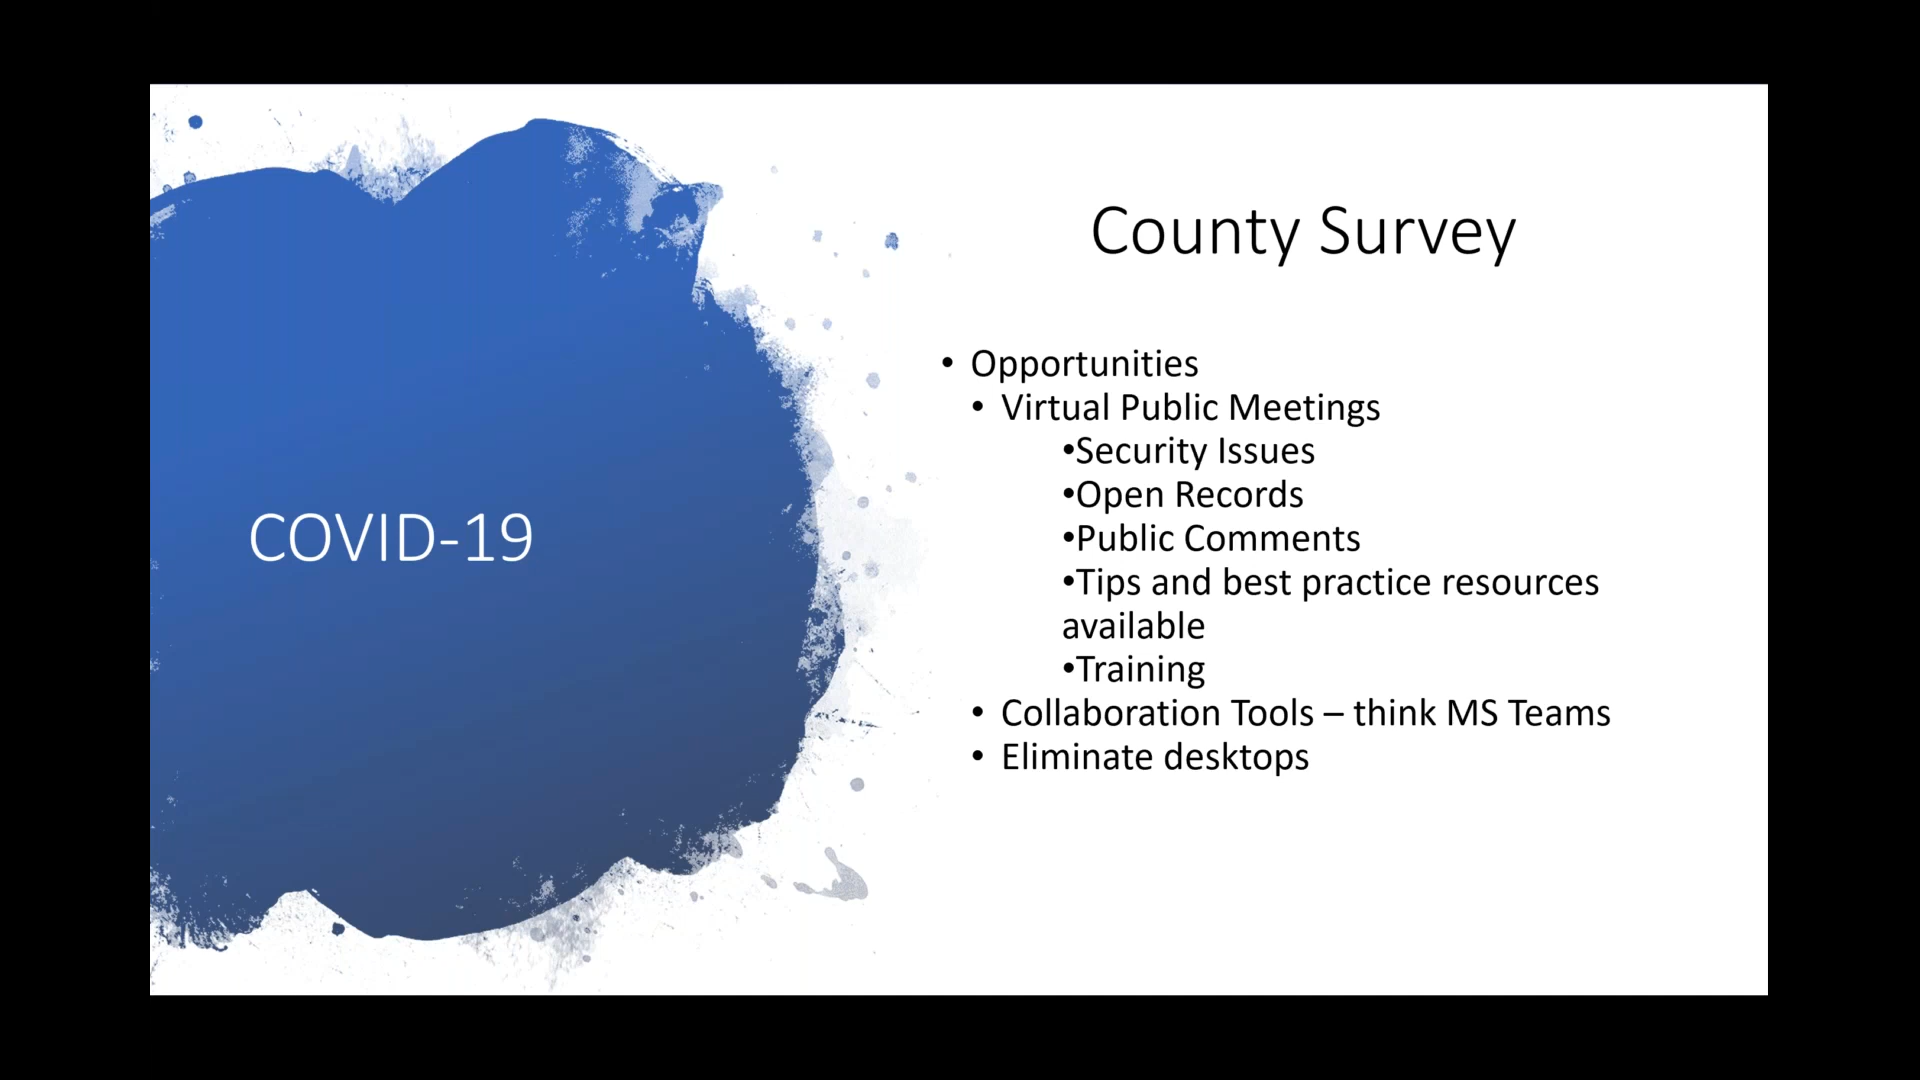 COVID-19
County Survey
• Opportunities
• Virtual Public Meetings
•Security Issues
•Open Records
•Public Comments
•Tips and best practice resources
available
•Training
• Collaboration Tools – think MS Teams
• Eliminate desktops